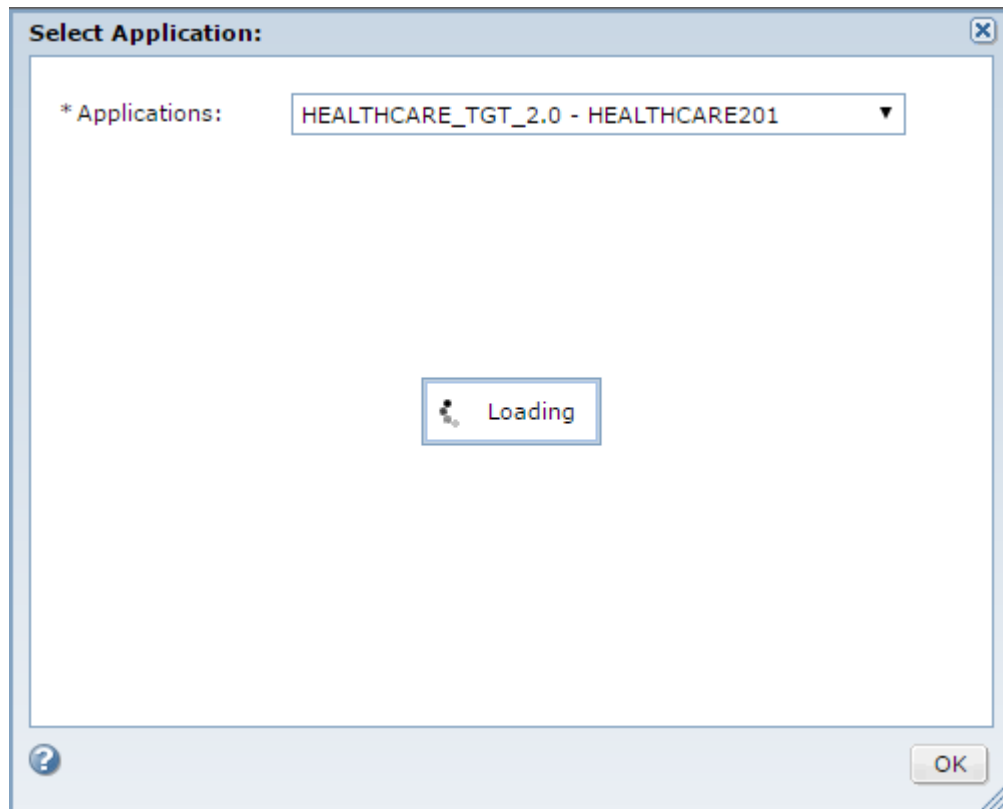 Select Application:
* Applications: HEALTHCARE_TGT_2.0 - HEALTHCARE201
Loading
OK